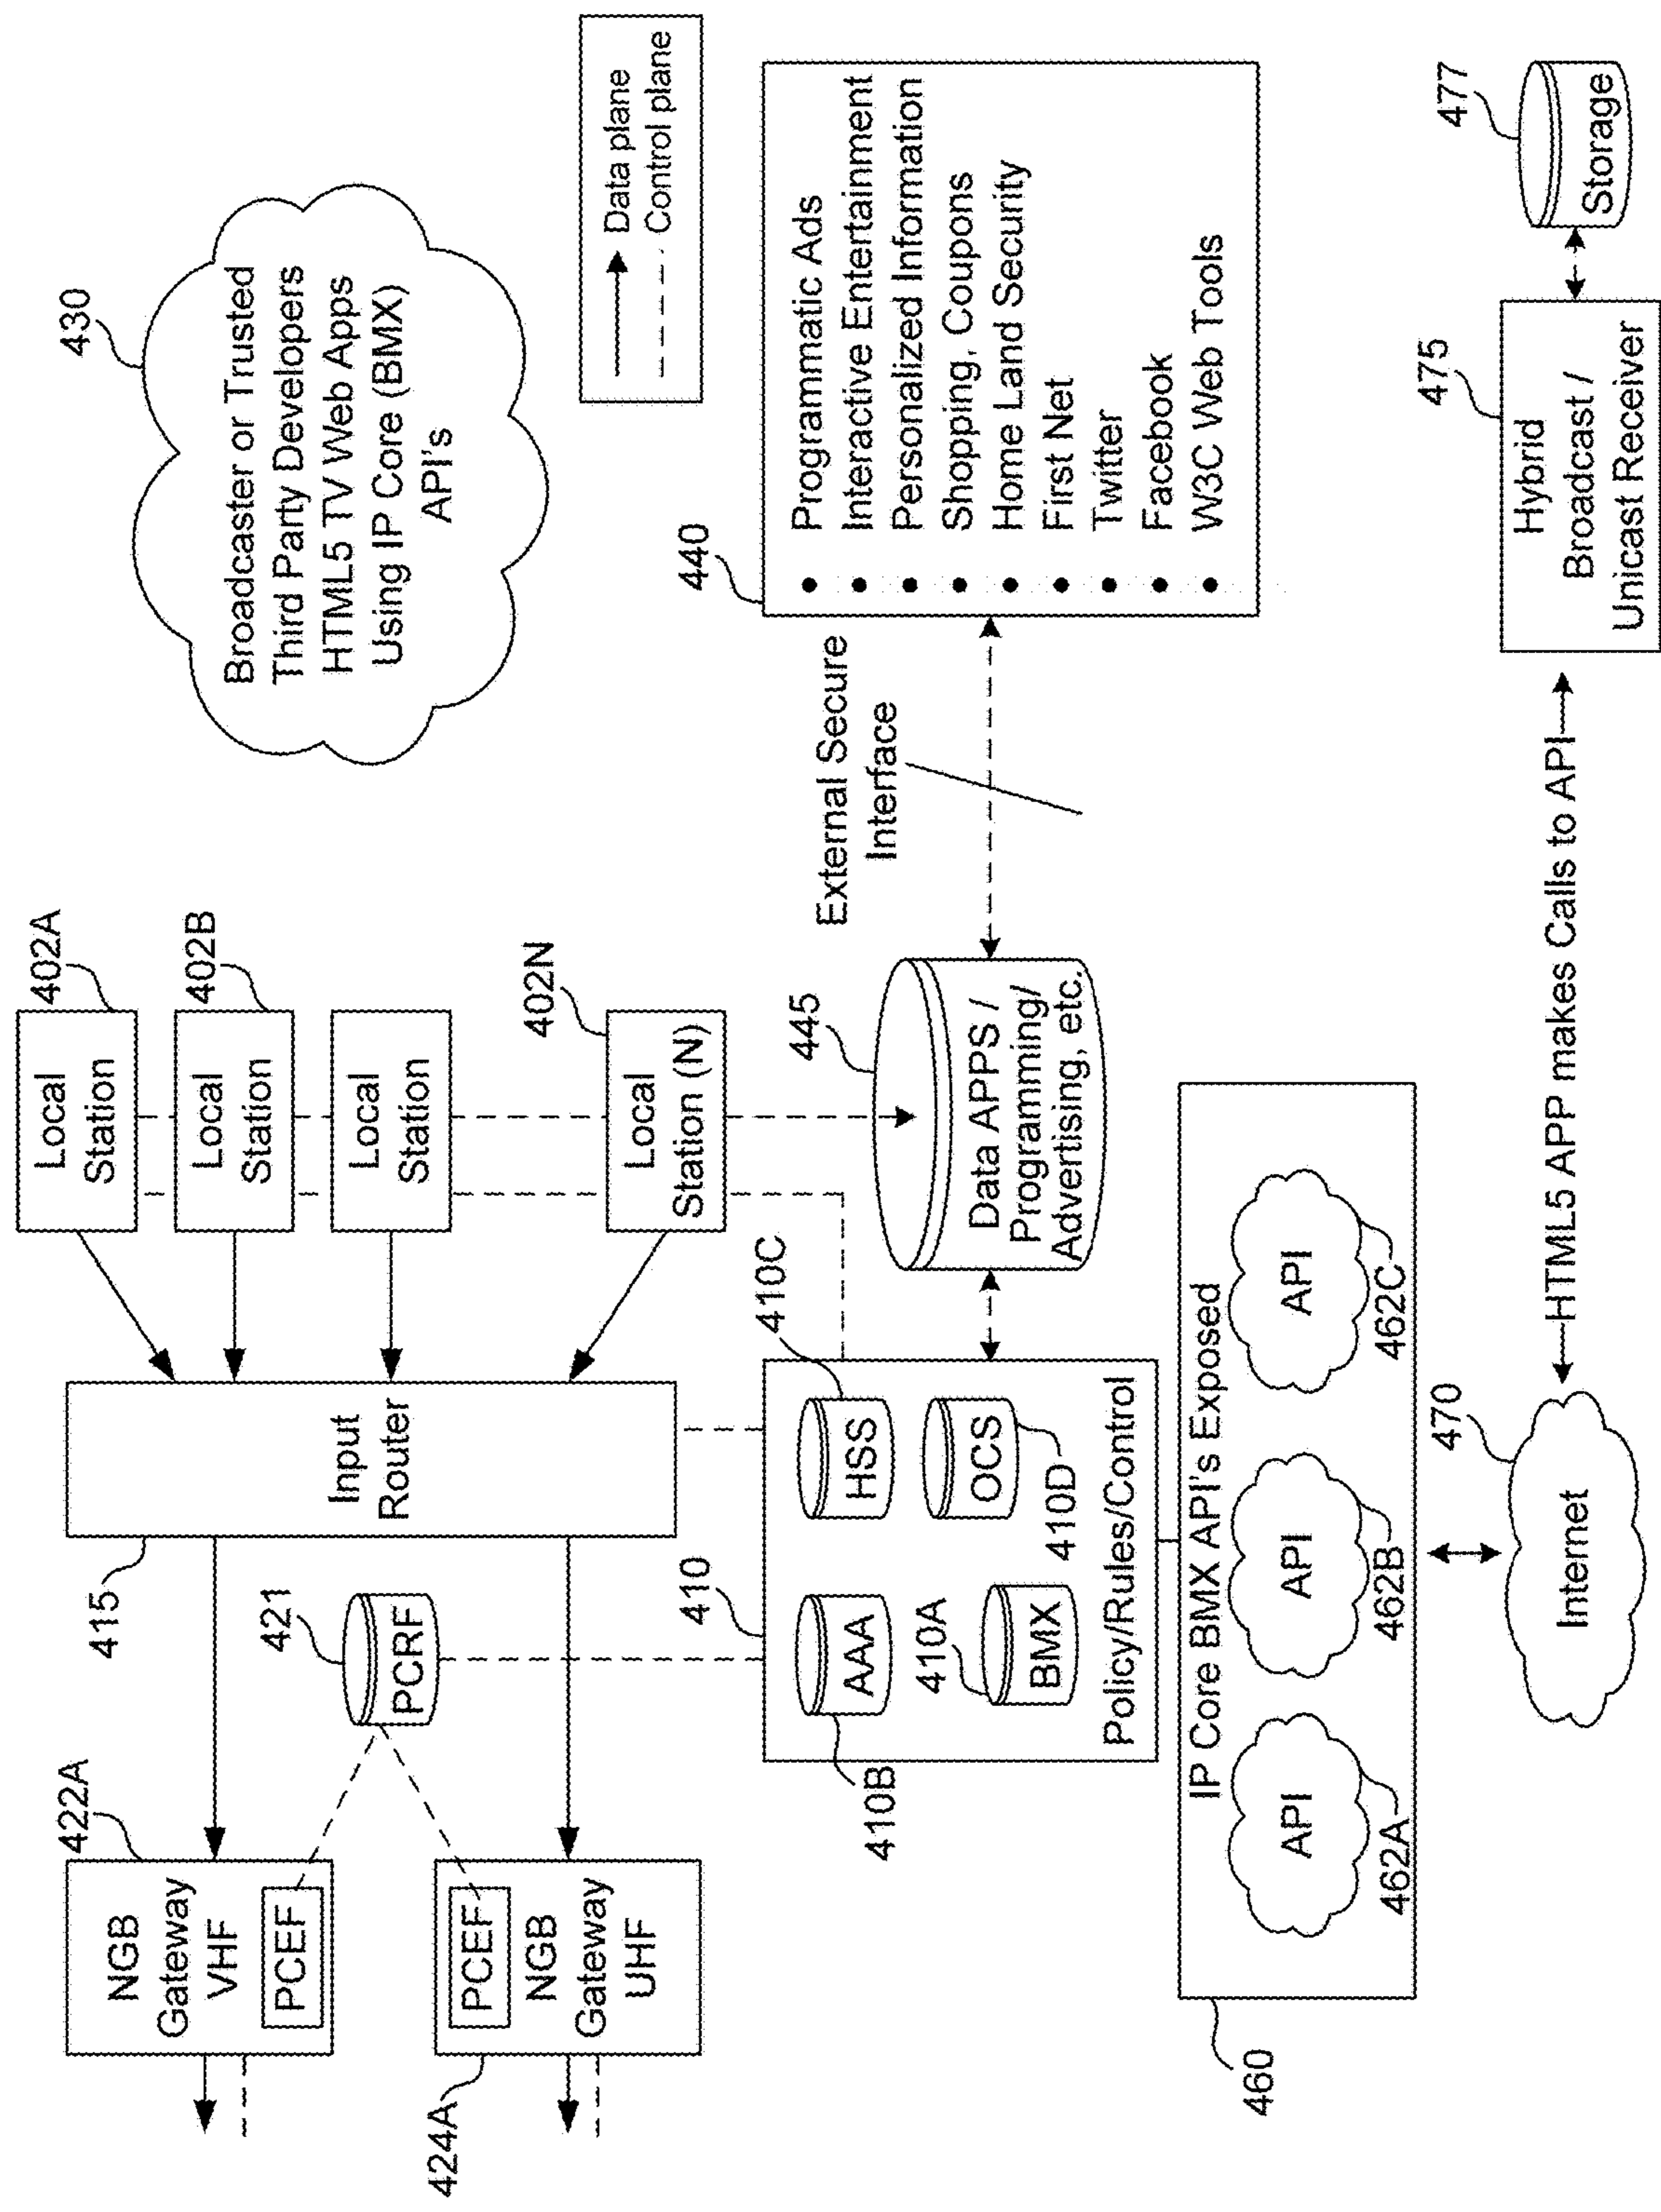 430
Broadcaster or Trusted
Third Party Developers
HTML5 TV Web Apps
Using IP Core (BMX)
API's
Data plane
Control plane
402A
Local
Station
402B
Local
Station
Local
Station
402N
Local
Station (N)
Input
Router
415
422A
NGB
Gateway
VHF
PCEF
PCEF
NGB
Gateway
UHF
424A
421
PCRF
440
Programmatic Ads
Interactive Entertainment
Personalized Information
Shopping, Coupons
Home Land Security
First Net
Twitter
Facebook
W3C Web Tools
External Secure
Interface
445
Data APPS /
Programming/
Advertising, etc.
410
410C
HSS
AAA
410B
OCS
410D
410A
BMX
Policy/Rules/Control
IP Core BMX API's Exposed
API
462A
API
462B
API
462C
460
470
Internet
HTML5 APP makes Calls to API
475
Hybrid
Broadcast /
Unicast Receiver
477
Storage